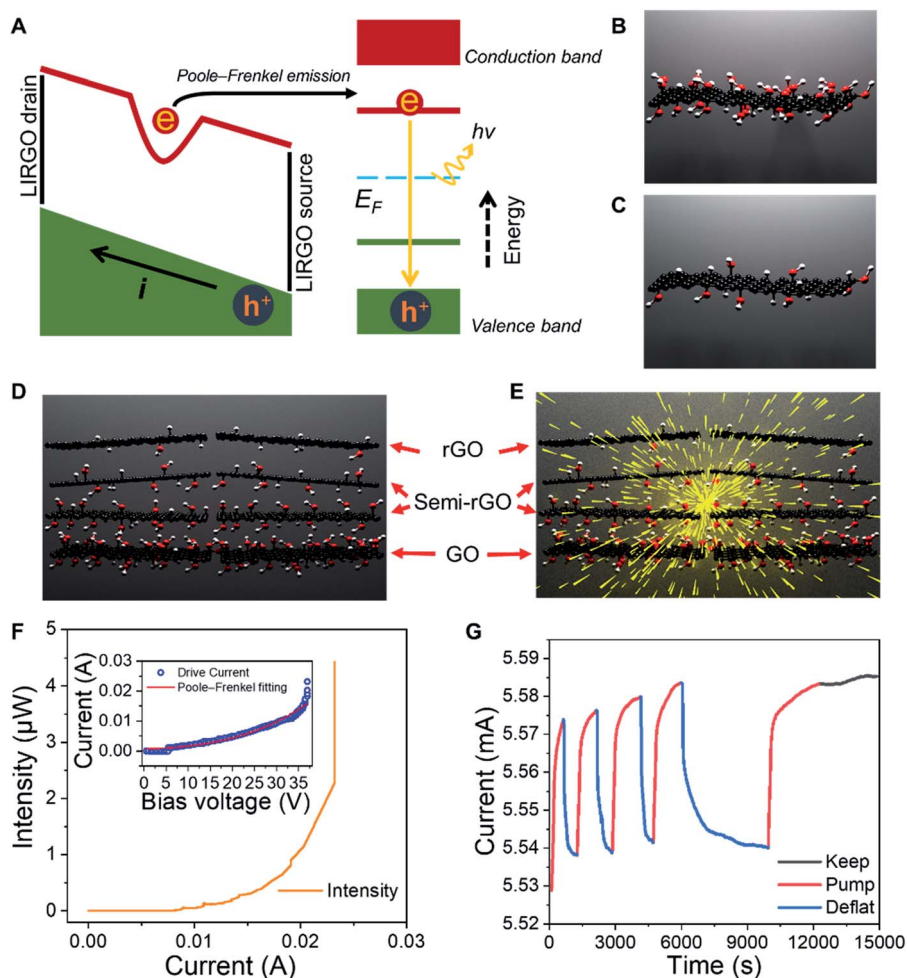 A
LIRGO drain
LIRGO source
e
i
h+
Poole–Frenkel emission
Conduction band
e
hν
EF
Energy
h+
Valence band
B
C
D
E
rGO
Semi-rGO
GO
F
Intensity (μW)
5
4
3
2
1
0
0.00
0.01
0.02
0.03
Current (A)
Intensity
Current (A)
0.03
0.02
0.01
0.00
Drive Current
Poole–Frenkel fitting
0 5 10 15 20 25 30 35
Bias voltage (V)
G
Current (mA)
5.59
5.58
5.57
5.56
5.55
5.54
5.53
5.52
0 3000 6000 9000 12000 15000
Time (s)
Keep
Pump
Deflat